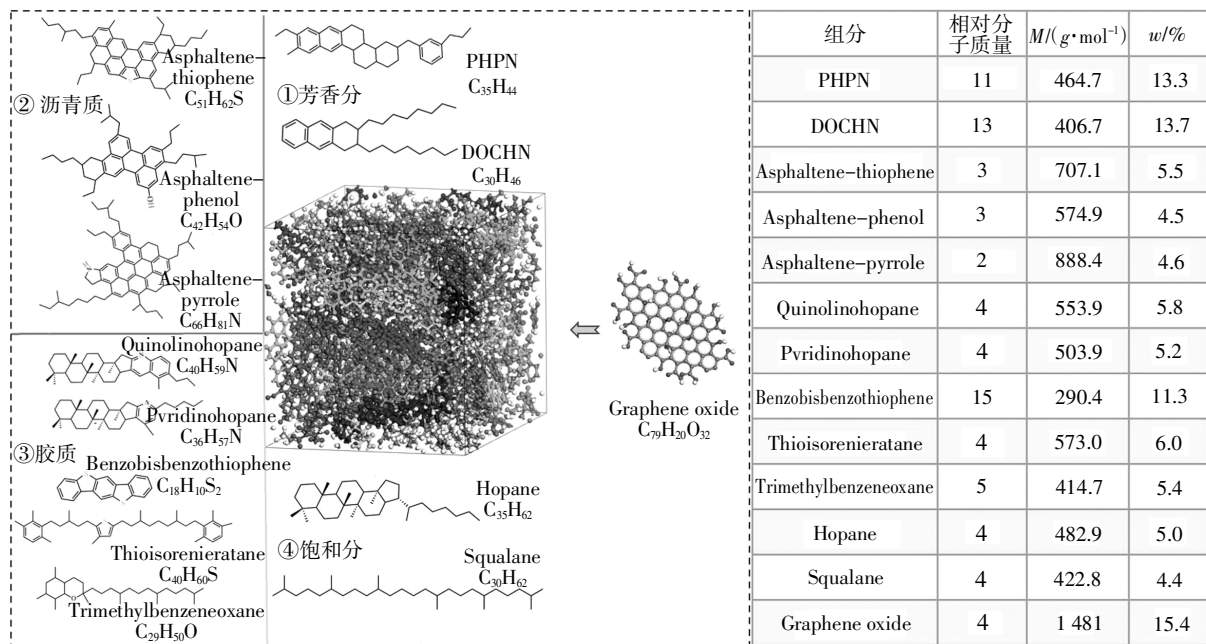 Asphaltene-
thiophene
C₅₁H₆₂S
② 沥青质
Asphaltene-
phenol
C₄₂H₅₄O
Asphaltene-
pyrrole
C₆₆H₈₁N
Quinolinohopane
C₄₀H₅₉N
Pvridinohopane
C₃₆H₅₇N
③胶质
Benzobisbenzothiophene
C₁₈H₁₀S₂
Thioisorenieratane
C₄₀H₆₀S
Trimethylbenzeneoxane
C₂₉H₅₀O
PHPN
C₃₅H₄₄
①芳香分
DOCHN
C₃₀H₄₆
Hopane
C₃₅H₆₂
④饱和分
Squalane
C₃₀H₆₂
Graphene oxide
C₇₉H₂₀O₃₂
组分 相对分子质量 M/(g·mol⁻¹) w/%
PHPN 11 464.7 13.3
DOCHN 13 406.7 13.7
Asphaltene-thiophene 3 707.1 5.5
Asphaltene-phenol 3 574.9 4.5
Asphaltene-pyrrole 2 888.4 4.6
Quinolinohopane 4 553.9 5.8
Pvridinohopane 4 503.9 5.2
Benzobisbenzothiophene 15 290.4 11.3
Thioisorenieratane 4 573.0 6.0
Trimethylbenzeneoxane 5 414.7 5.4
Hopane 4 482.9 5.0
Squalane 4 422.8 4.4
Graphene oxide 4 1 481 15.4